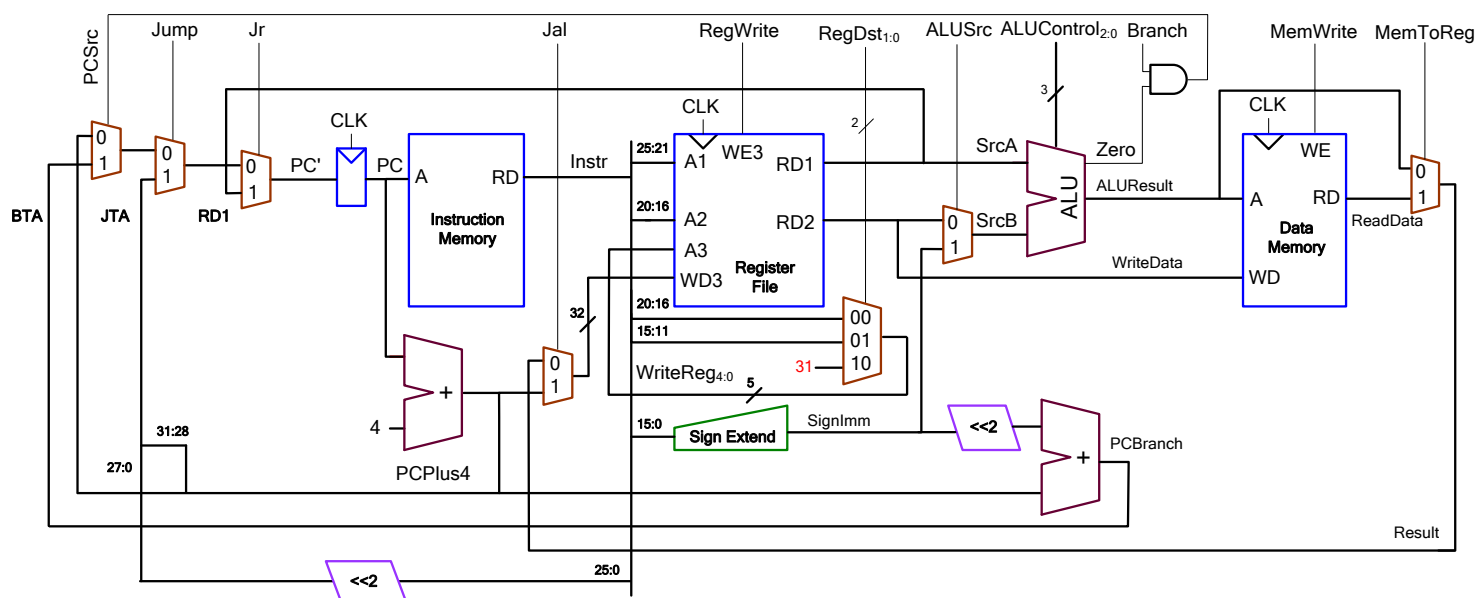 Jump
Jr
Jal
RegWrite
RegDst1:0
ALUSrc
ALUControl2:0
Branch
MemWrite
MemToReg
PCSrc
CLK
CLK
CLK
3
2
0
1
0
1
0
1
PC'
PC
A
RD
Instruction
Memory
Instr
25:21
20:16
A1
A2
A3
WD3
WE3
RD1
RD2
Register
File
SrcA
SrcB
0
1
ALU
Zero
ALUResult
WE
A
RD
Data
Memory
WD
ReadData
0
1
WriteData
BTA
JTA
RD1
32
20:16
15:11
31
00
01
10
0
1
WriteReg4:0
5
4
+
PCPlus4
15:0
Sign Extend
SignImm
<<2
+
PCBranch
31:28
27:0
Result
<<2
25:0